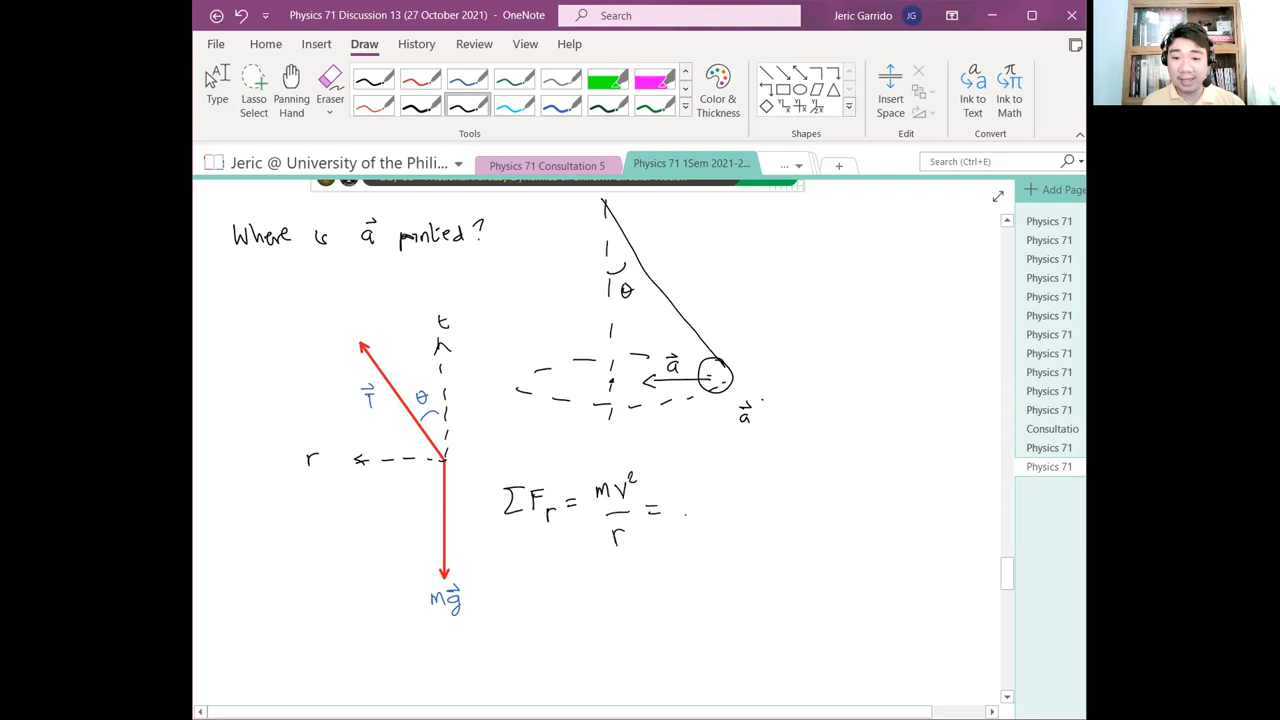 Physics 71 Discussion 13 (27 October 2021) - OneNote
Search
Jeric Garrido
JG
File
Home
Insert
Draw
History
Review
View
Help
Type
Lasso Select
Panning Hand
Eraser
Color & Thickness
Insert Space
Ink to Text
Ink to Math
Tools
Shapes
Edit
Convert
Jeric @ University of the Phili...
Physics 71 Consultation 5
Physics 71 1Sem 2021-2...
...
Search (Ctrl+E)
Add Page
Physics 71
Physics 71
Physics 71
Physics 71
Physics 71
Physics 71
Physics 71
Physics 71
Physics 71
Physics 71
Physics 71
Consultatio
Physics 71
Physics 71
Where is a⃗ pointed?
θ
a⃗
a⃗
t
T⃗
θ
r
mg⃗
ΣF_r = mv²/r =